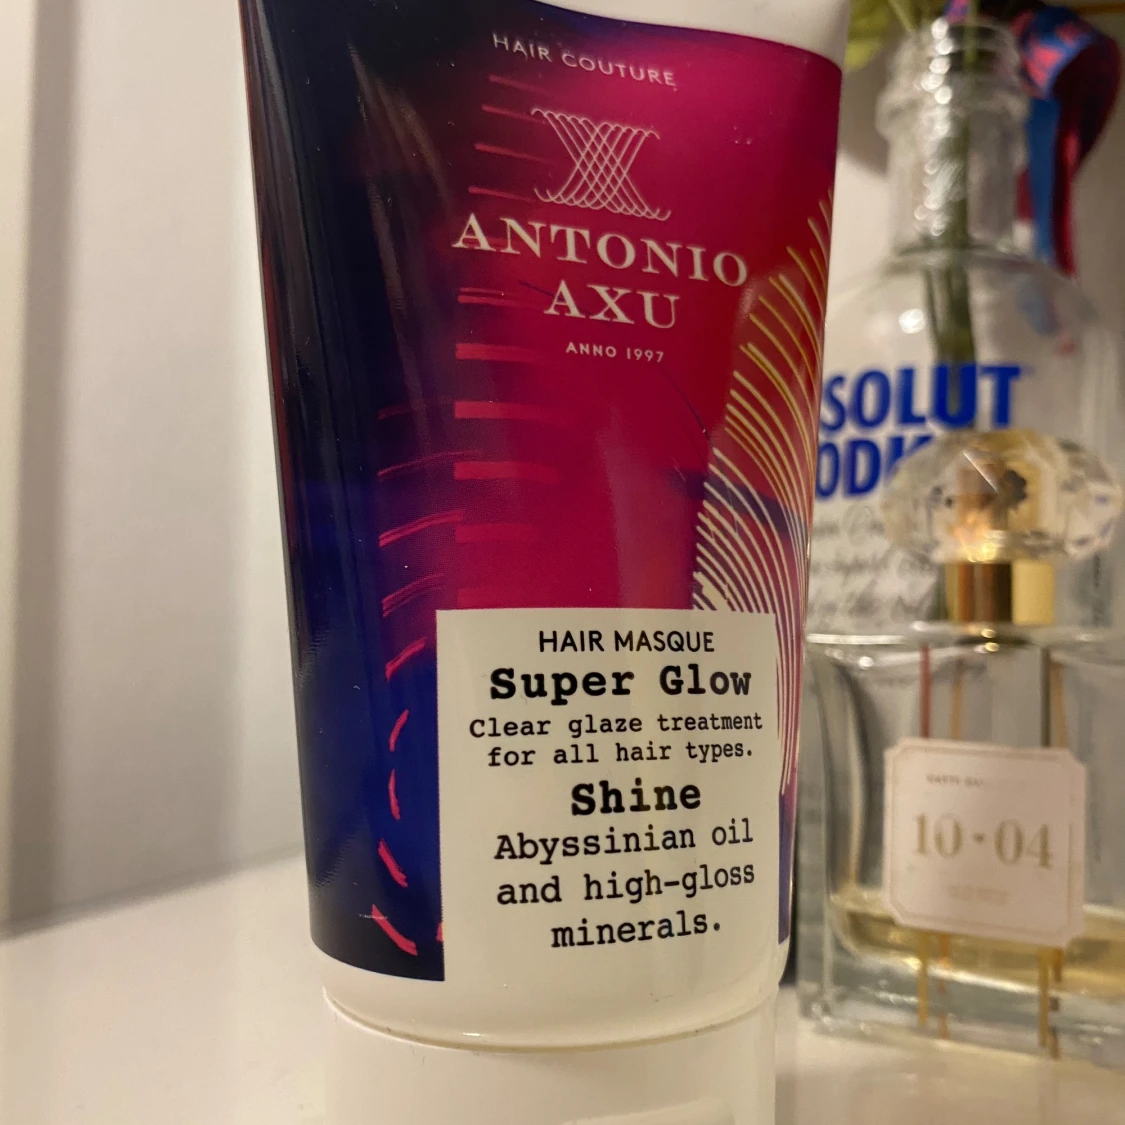 HAIR COUTURE
ANTONIO
AXU
ANNO 1997
HAIR MASQUE
Super Glow
Clear glaze treatment
for all hair types.
Shine
Abyssinian oil
and high-gloss
minerals.
SOLUT
10·04